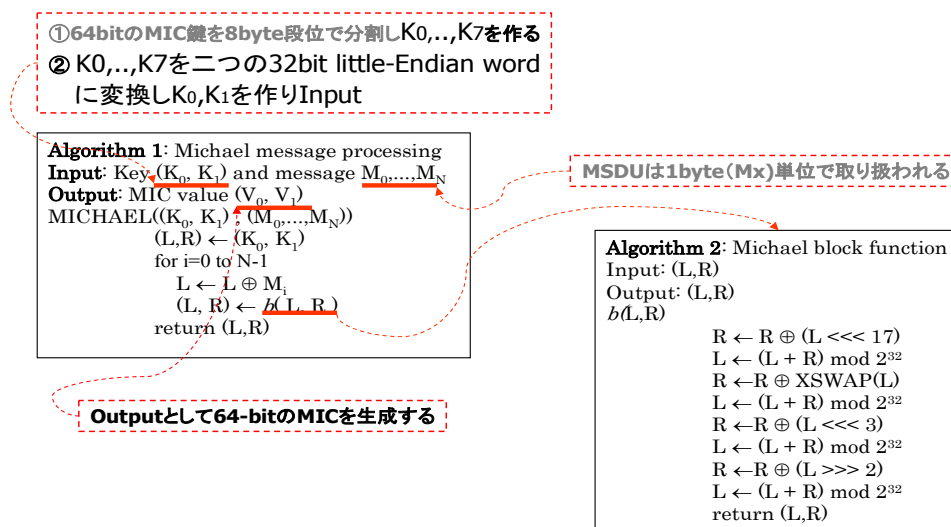 ①64bitのMIC鍵を8byte段位で分割しK0,..,K7を作る
② K0,..,K7を二つの32bit little-Endian word
に変換しK0,K1を作りInput
Algorithm 1: Michael message processing
Input: Key (K0, K1) and message M0,...,MN
Output: MIC value (V0, V1)
MICHAEL((K0, K1) , (M0,...,MN))
(L,R) ← (K0, K1)
for i=0 to N-1
L ← L ⊕ Mi
(L, R) ← b( L, R )
return (L,R)
MSDUは1byte(Mx)単位で取り扱われる
Algorithm 2: Michael block function
Input: (L,R)
Output: (L,R)
b(L,R)
R ← R ⊕ (L <<< 17)
L ← (L + R) mod 2³²
R ←R ⊕ XSWAP(L)
L ← (L + R) mod 2³²
R ←R ⊕ (L <<< 3)
L ← (L + R) mod 2³²
R ←R ⊕ (L >>> 2)
L ← (L + R) mod 2³²
return (L,R)
Outputとして64-bitのMICを生成する